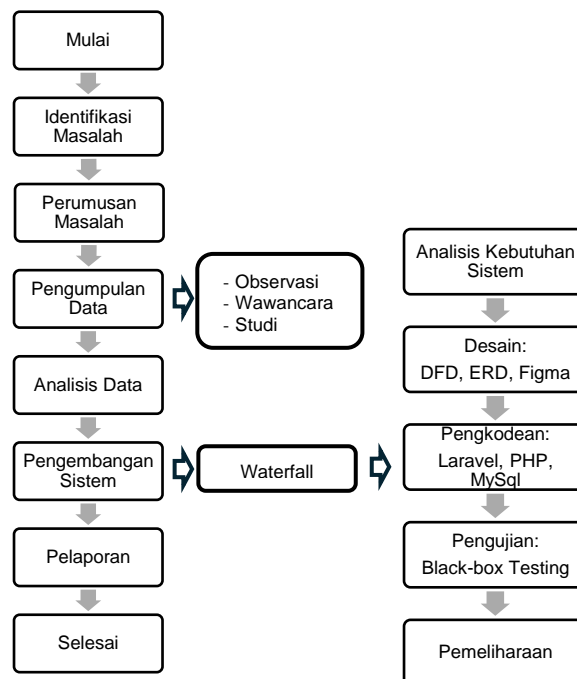 Mulai
Identifikasi
Masalah
Perumusan
Masalah
Pengumpulan
Data
Analisis Data
Pengembangan
Sistem
Pelaporan
Selesai
- Observasi
- Wawancara
- Studi
Waterfall
Analisis Kebutuhan
Sistem
Desain:
DFD, ERD, Figma
Pengkodean:
Laravel, PHP,
MySql
Pengujian:
Black-box Testing
Pemeliharaan